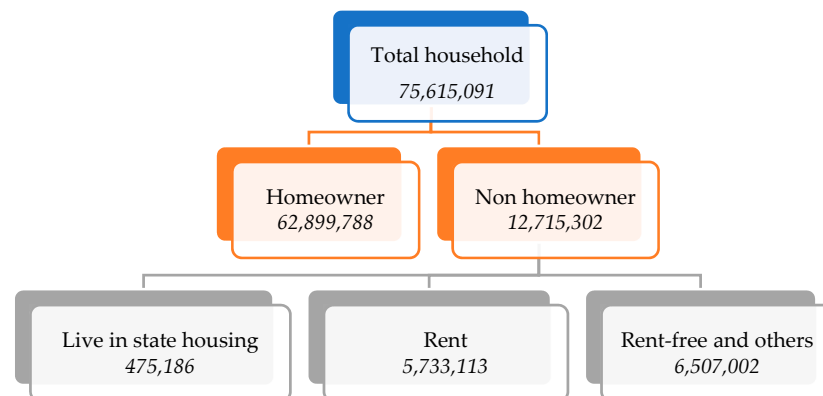 Total household
75,615,091
Homeowner
62,899,788
Non homeowner
12,715,302
Live in state housing
475,186
Rent
5,733,113
Rent-free and others
6,507,002